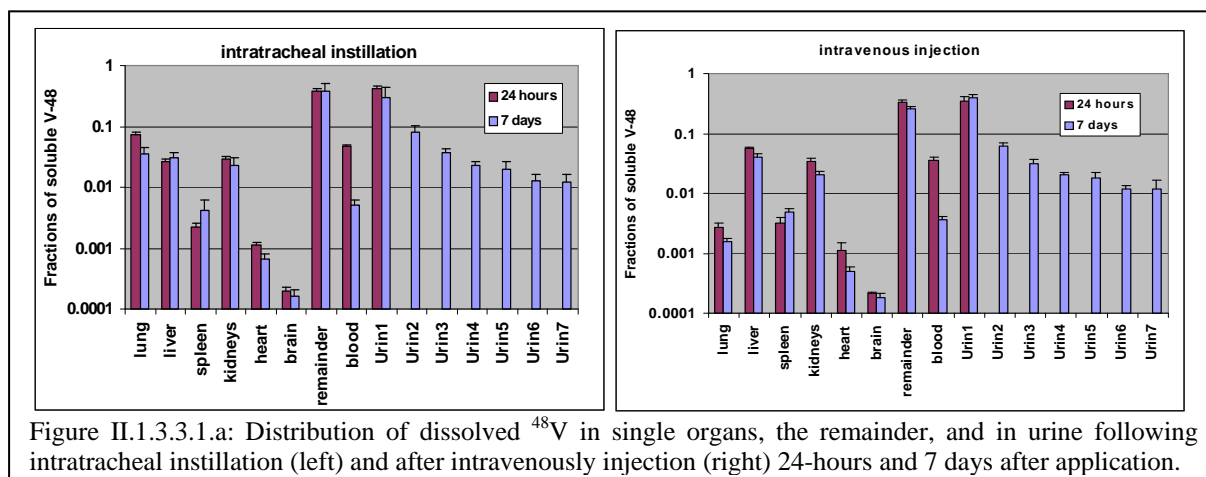 intratracheal instillation
Fractions of soluble V-48
1
0.1
0.01
0.001
0.0001
24 hours
7 days
lung
liver
spleen
kidneys
heart
brain
remainder
blood
Urin1
Urin2
Urin3
Urin4
Urin5
Urin6
Urin7
intravenous injection
Fractions of soluble V-48
1
0.1
0.01
0.001
0.0001
24 hours
7 days
lung
liver
spleen
kidneys
heart
brain
remainder
blood
Urin1
Urin2
Urin3
Urin4
Urin5
Urin6
Urin7
Figure II.1.3.3.1.a: Distribution of dissolved ⁴⁸V in single organs, the remainder, and in urine following
intratracheal instillation (left) and after intravenously injection (right) 24-hours and 7 days after application.